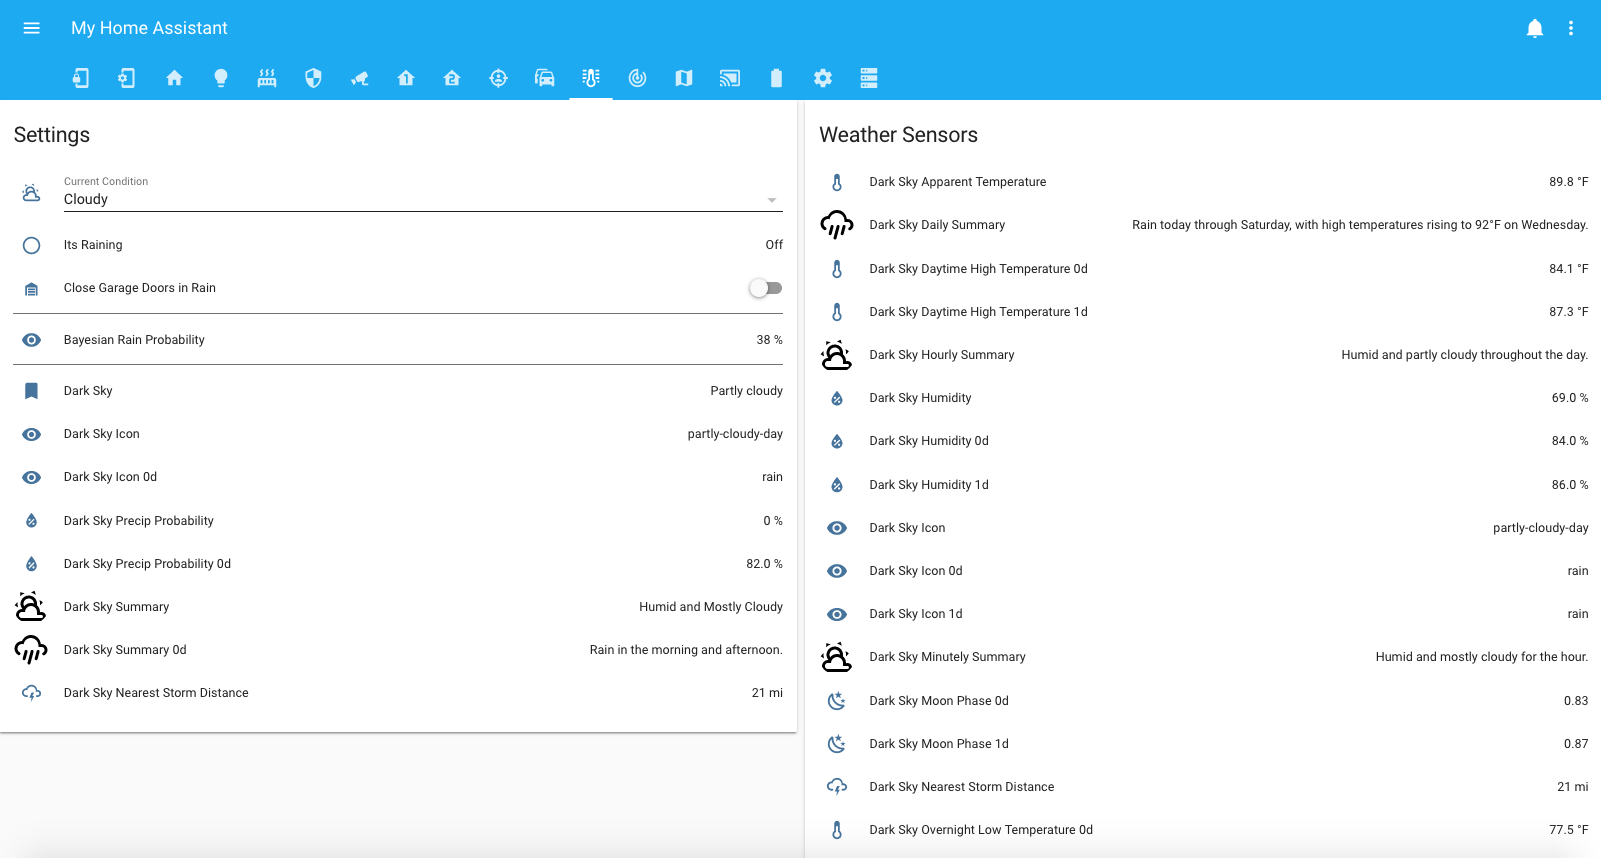 My Home Assistant
Settings
Current Condition
Cloudy
Its Raining Off
Close Garage Doors in Rain
Bayesian Rain Probability 38 %
Dark Sky Partly cloudy
Dark Sky Icon partly-cloudy-day
Dark Sky Icon 0d rain
Dark Sky Precip Probability 0 %
Dark Sky Precip Probability 0d 82.0 %
Dark Sky Summary Humid and Mostly Cloudy
Dark Sky Summary 0d Rain in the morning and afternoon.
Dark Sky Nearest Storm Distance 21 mi
Weather Sensors
Dark Sky Apparent Temperature 89.8 °F
Dark Sky Daily Summary Rain today through Saturday, with high temperatures rising to 92°F on Wednesday.
Dark Sky Daytime High Temperature 0d 84.1 °F
Dark Sky Daytime High Temperature 1d 87.3 °F
Dark Sky Hourly Summary Humid and partly cloudy throughout the day.
Dark Sky Humidity 69.0 %
Dark Sky Humidity 0d 84.0 %
Dark Sky Humidity 1d 86.0 %
Dark Sky Icon partly-cloudy-day
Dark Sky Icon 0d rain
Dark Sky Icon 1d rain
Dark Sky Minutely Summary Humid and mostly cloudy for the hour.
Dark Sky Moon Phase 0d 0.83
Dark Sky Moon Phase 1d 0.87
Dark Sky Nearest Storm Distance 21 mi
Dark Sky Overnight Low Temperature 0d 77.5 °F